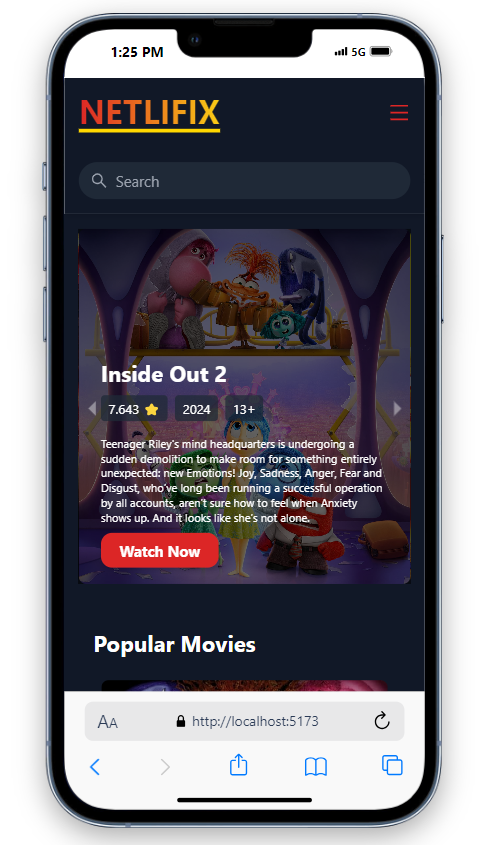 1:25 PM
5G
NETLIFIX
Search
Inside Out 2
7.643
2024
13+
Teenager Riley's mind headquarters is undergoing a
sudden demolition to make room for something entirely
unexpected: new Emotions! Joy, Sadness, Anger, Fear and
Disgust, who've long been running a successful operation
by all accounts, aren't sure how to feel when Anxiety
shows up. And it looks like she's not alone.
Watch Now
Popular Movies
AA
http://localhost:5173